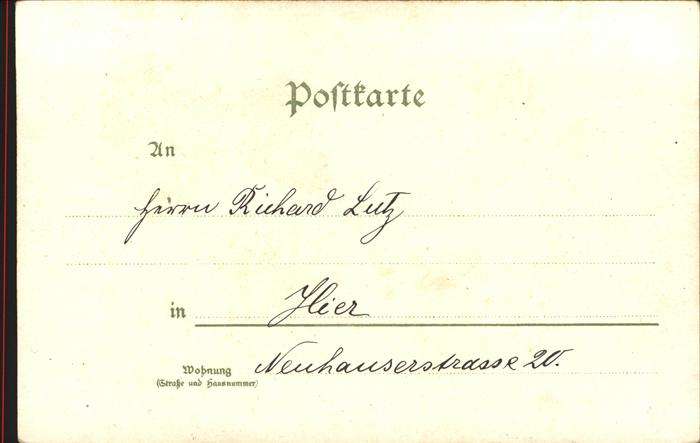 Postkarte
An
Herrn Richard Lutz
in Hier
Wohnung Neuhauserstrasse 20.
(Straße und Hausnummer)